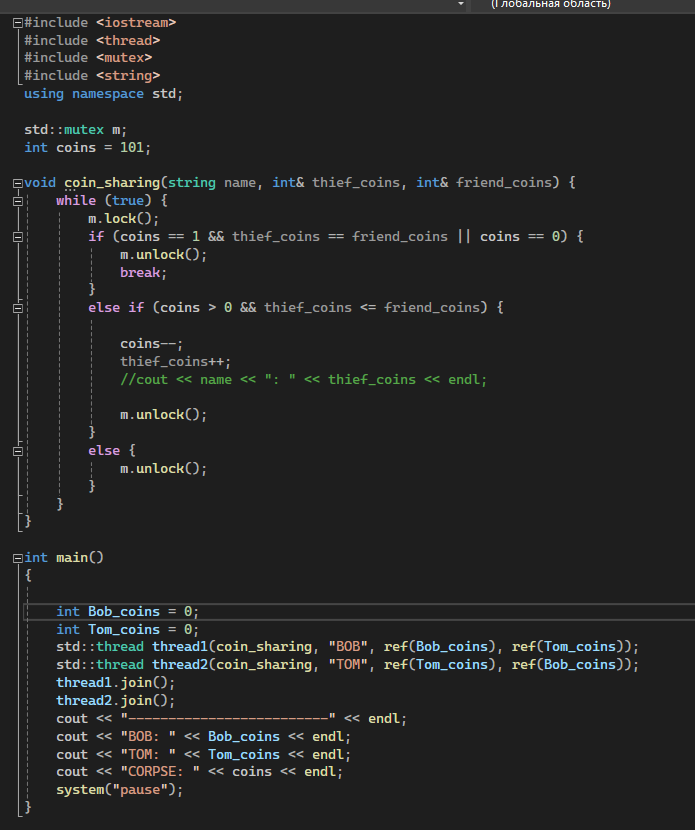 (Глобальная область)
#include <iostream>
#include <thread>
#include <mutex>
#include <string>
using namespace std;
std::mutex m;
int coins = 101;
void coin_sharing(string name, int& thief_coins, int& friend_coins) {
while (true) {
m.lock();
if (coins == 1 && thief_coins == friend_coins || coins == 0) {
m.unlock();
break;
}
else if (coins > 0 && thief_coins <= friend_coins) {
coins--;
thief_coins++;
//cout << name << ": " << thief_coins << endl;
m.unlock();
}
else {
m.unlock();
}
}
}
int main()
{
int Bob_coins = 0;
int Tom_coins = 0;
std::thread thread1(coin_sharing, "BOB", ref(Bob_coins), ref(Tom_coins));
std::thread thread2(coin_sharing, "TOM", ref(Tom_coins), ref(Bob_coins));
thread1.join();
thread2.join();
cout << "-------------------------" << endl;
cout << "BOB: " << Bob_coins << endl;
cout << "TOM: " << Tom_coins << endl;
cout << "CORPSE: " << coins << endl;
system("pause");
}